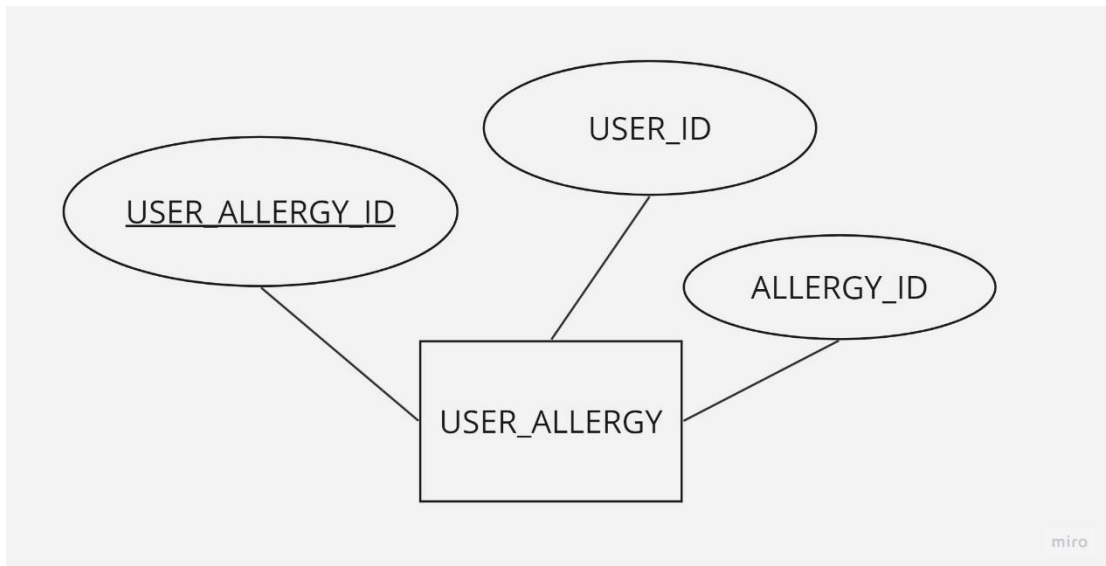 USER_ID
USER_ALLERGY_ID
ALLERGY_ID
USER_ALLERGY
miro